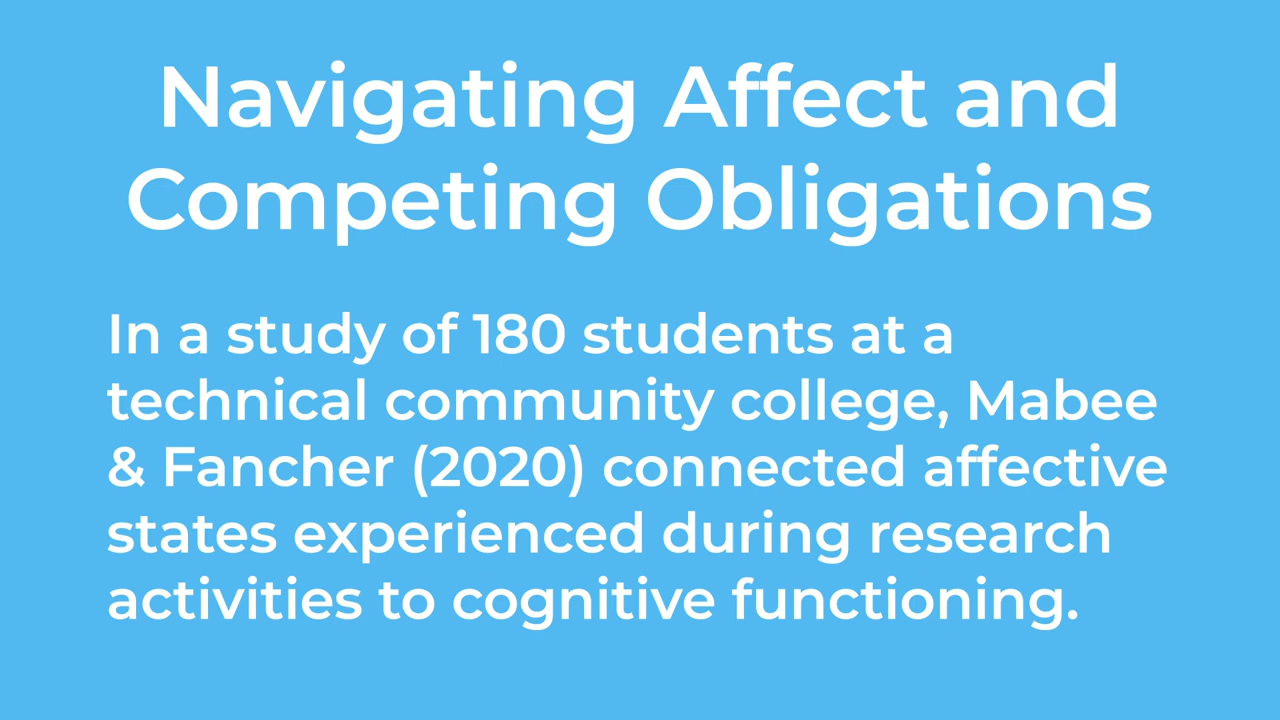 Navigating Affect and
Competing Obligations
In a study of 180 students at a
technical community college, Mabee
& Fancher (2020) connected affective
states experienced during research
activities to cognitive functioning.